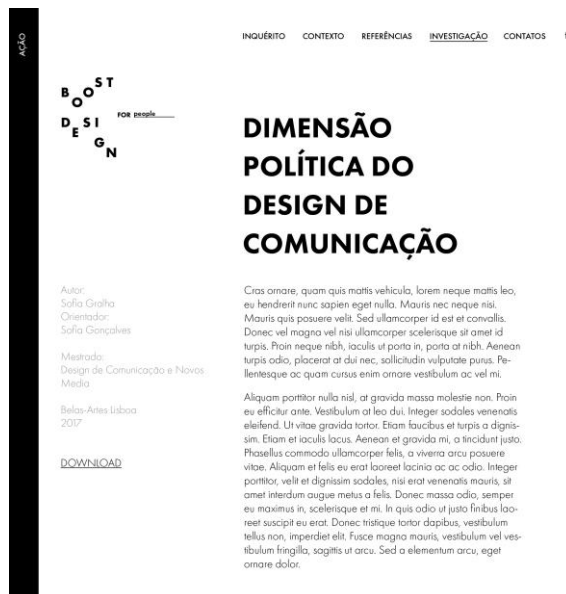 AÇÃO
INQUÉRITO CONTEXTO REFERÊNCIAS INVESTIGAÇÃO CONTATOS
BOOST
DESIGN
FOR people
DIMENSÃO
POLÍTICA DO
DESIGN DE
COMUNICAÇÃO
Autor:
Sofia Gralha
Orientador:
Sofia Gonçalves
Mestrado:
Design de Comunicação e Novos
Media
Belas-Artes Lisboa
2017
DOWNLOAD
Cras ornare, quam quis mattis vehicula, lorem neque mattis leo,
eu hendrerit nunc sapien eget nulla. Mauris nec neque nisi.
Mauris quis posuere velit. Sed ullamcorper id est et convallis.
Donec vel magna vel nisi ullamcorper scelerisque sit amet id
turpis. Proin neque nibh, iaculis ut porta in, porta at nibh. Aenean
turpis odio, placerat at dui nec, sollicitudin vulputate purus. Pe-
llentesque ac quam cursus enim ornare vestibulum ac vel mi.
Aliquam porttitor nulla nisl, at gravida massa molestie non. Proin
eu efficitur ante. Vestibulum at leo dui. Integer sodales venenatis
eleifend. Ut vitae gravida tortor. Etiam faucibus et turpis a dignis-
sim. Etiam et iaculis lacus. Aenean et gravida mi, a tincidunt justo.
Phasellus commodo ullamcorper felis, a viverra arcu posuere
vitae. Aliquam et felis eu erat laoreet lacinia ac ac odio. Integer
porttitor, velit et dignissim sodales, nisi erat venenatis mauris, sit
amet interdum augue metus a felis. Donec massa odio, semper
eu maximus in, scelerisque et mi. In quis odio ut justo finibus lao-
reet suscipit eu erat. Donec tristique tortor dapibus, vestibulum
tellus non, imperdiet elit. Fusce magna mauris, vestibulum vel ves-
tibulum fringilla, sagittis ut arcu. Sed a elementum arcu, eget
ornare dolor.